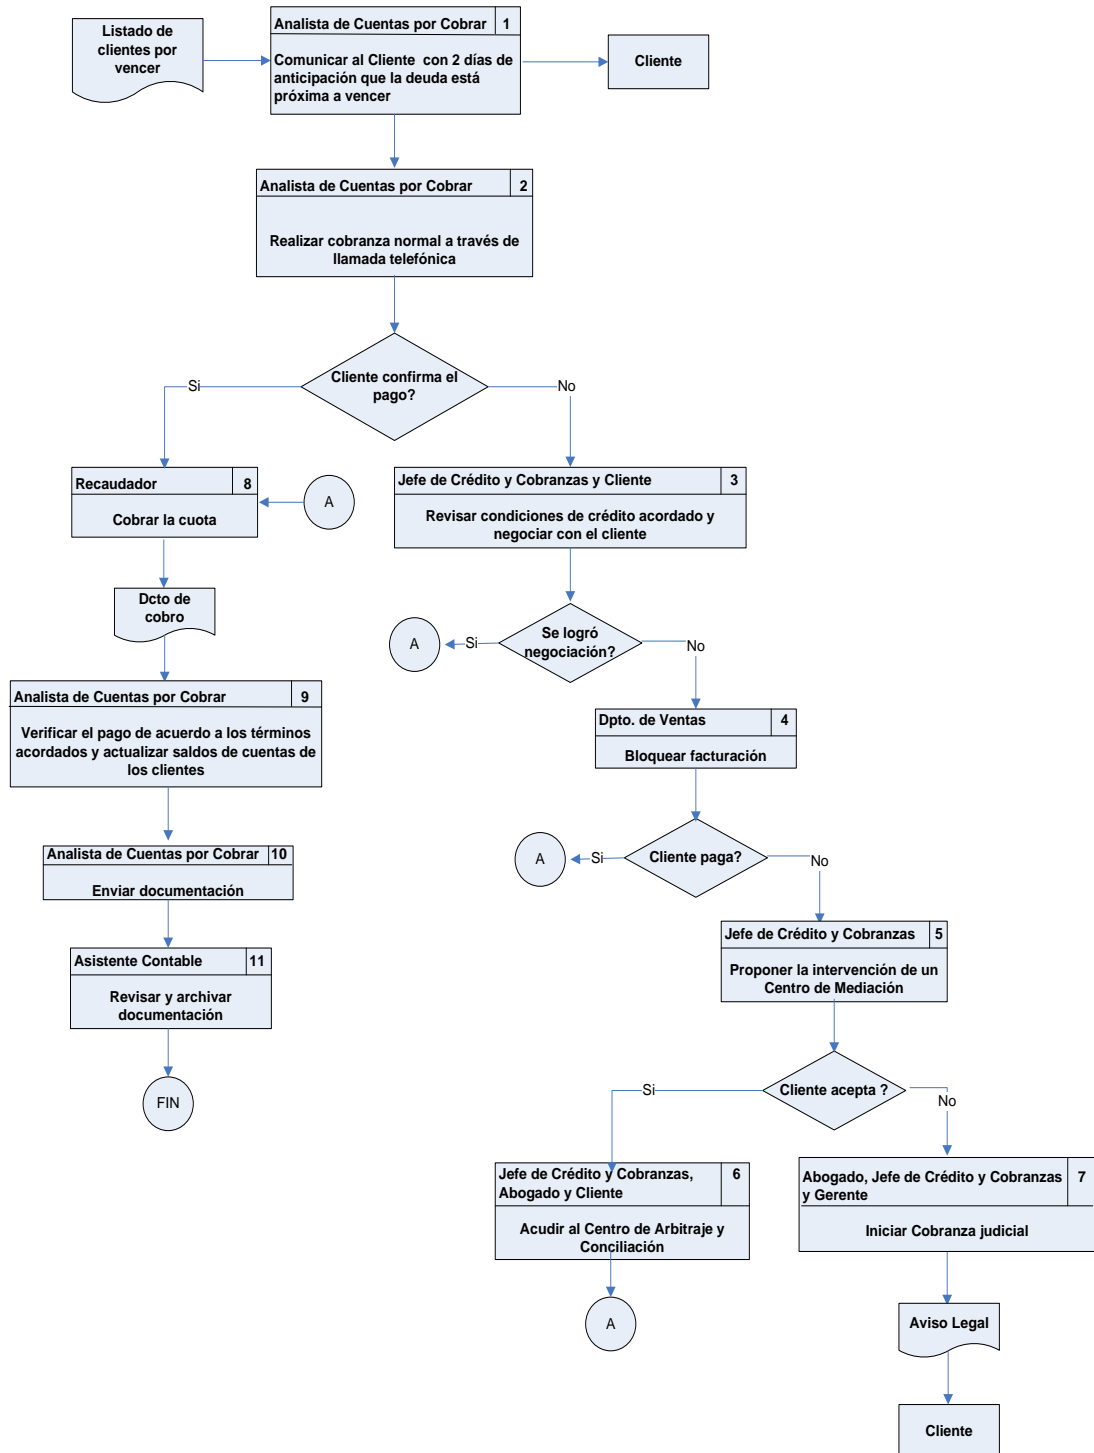 Listado de
clientes por
vencer
Analista de Cuentas por Cobrar 1
Comunicar al Cliente con 2 días de
anticipación que la deuda está
próxima a vencer
Cliente
Analista de Cuentas por Cobrar 2
Realizar cobranza normal a través de
llamada telefónica
Cliente confirma el
pago?
Si
No
Recaudador 8
Cobrar la cuota
A
Jefe de Crédito y Cobranzas y Cliente 3
Revisar condiciones de crédito acordado y
negociar con el cliente
Dcto de
cobro
A
Si
Se logró
negociación?
No
Analista de Cuentas por Cobrar 9
Verificar el pago de acuerdo a los términos
acordados y actualizar saldos de cuentas de
los clientes
Dpto. de Ventas 4
Bloquear facturación
Analista de Cuentas por Cobrar 10
Enviar documentación
A
Si
Cliente paga?
No
Asistente Contable 11
Revisar y archivar
documentación
Jefe de Crédito y Cobranzas 5
Proponer la intervención de un
Centro de Mediación
FIN
Si
Cliente acepta ?
No
Jefe de Crédito y Cobranzas, 6
Abogado y Cliente
Acudir al Centro de Arbitraje y
Conciliación
Abogado, Jefe de Crédito y Cobranzas 7
y Gerente
Iniciar Cobranza judicial
A
Aviso Legal
Cliente